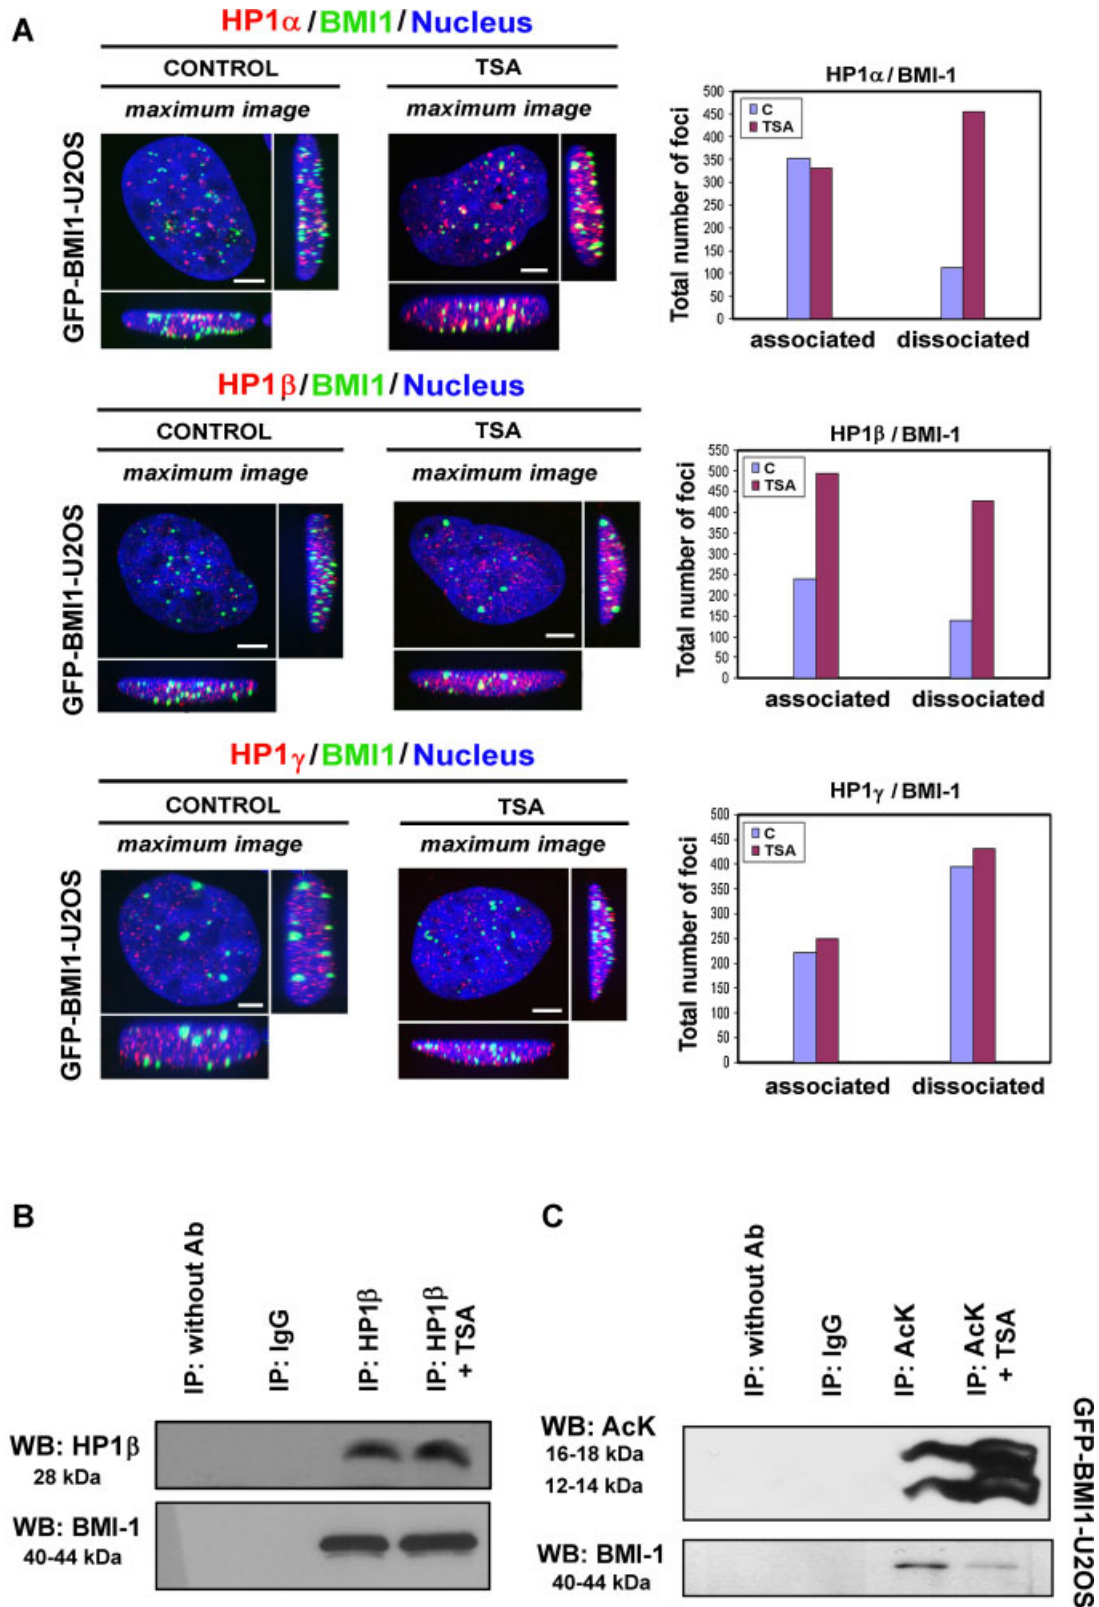 A
HP1α/BMI1/Nucleus
CONTROL
TSA
maximum image
maximum image
GFP-BMI1-U2OS
HP1α/BMI-1
C
TSA
Total number of foci
500
450
400
350
300
250
200
150
100
50
0
associated
dissociated
HP1β/BMI1/Nucleus
CONTROL
TSA
maximum image
maximum image
GFP-BMI1-U2OS
HP1β/BMI-1
C
TSA
Total number of foci
550
500
450
400
350
300
250
200
150
100
50
0
associated
dissociated
HP1γ/BMI1/Nucleus
CONTROL
TSA
maximum image
maximum image
GFP-BMI1-U2OS
HP1γ/BMI-1
C
TSA
Total number of foci
500
450
400
350
300
250
200
150
100
50
0
associated
dissociated
B
IP: without Ab
IP: IgG
IP: HP1β
IP: HP1β
+ TSA
WB: HP1β
28 kDa
WB: BMI-1
40-44 kDa
C
IP: without Ab
IP: IgG
IP: AcK
IP: AcK
+ TSA
WB: AcK
16-18 kDa
12-14 kDa
WB: BMI-1
40-44 kDa
GFP-BMI1-U2OS